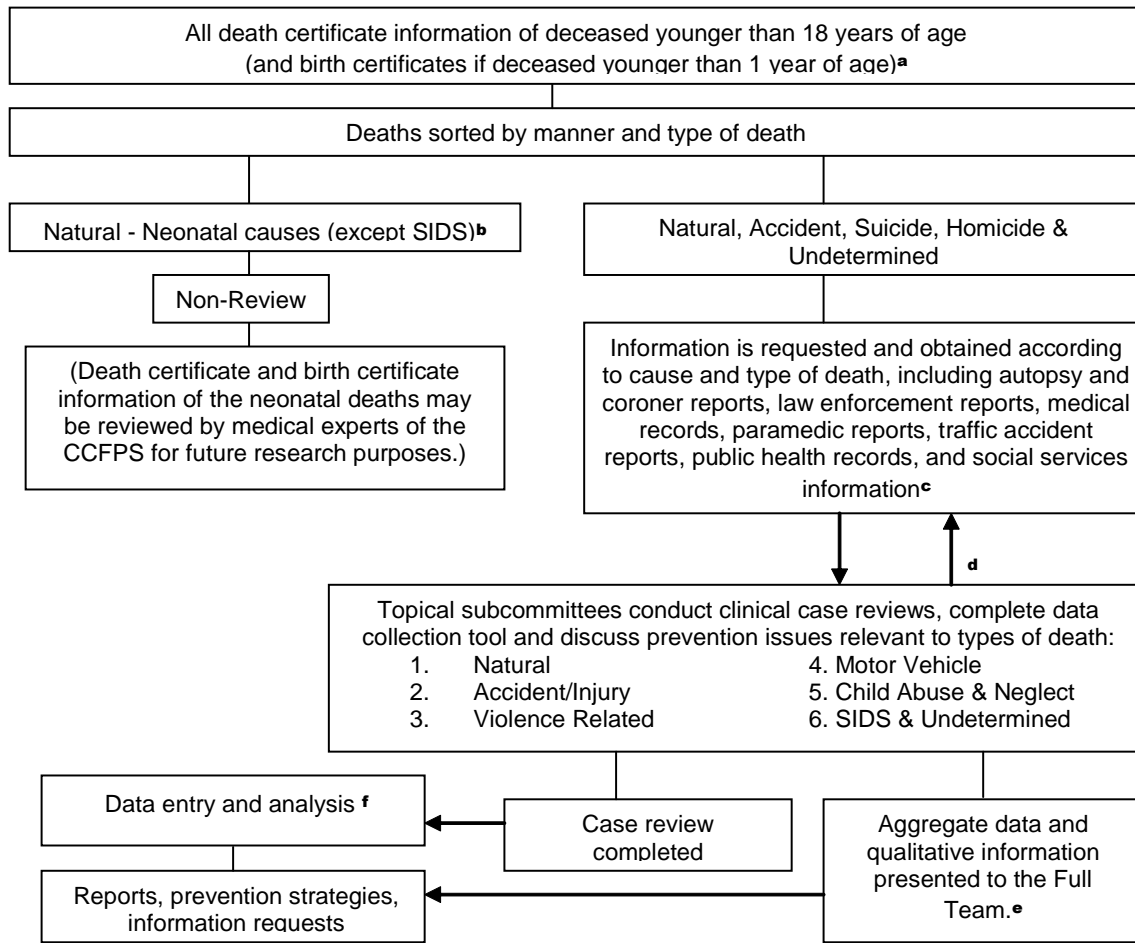 All death certificate information of deceased younger than 18 years of age
(and birth certificates if deceased younger than 1 year of age)a
Deaths sorted by manner and type of death
Natural - Neonatal causes (except SIDS)b
Natural, Accident, Suicide, Homicide &
Undetermined
Non-Review
(Death certificate and birth certificate
information of the neonatal deaths may
be reviewed by medical experts of the
CCFPS for future research purposes.)
Information is requested and obtained according
to cause and type of death, including autopsy and
coroner reports, law enforcement reports, medical
records, paramedic reports, traffic accident
reports, public health records, and social services
informationc
d
Topical subcommittees conduct clinical case reviews, complete data
collection tool and discuss prevention issues relevant to types of death:
1. Natural 4. Motor Vehicle
2. Accident/Injury 5. Child Abuse & Neglect
3. Violence Related 6. SIDS & Undetermined
Data entry and analysis f
Case review
completed
Aggregate data and
qualitative information
presented to the Full
Team.e
Reports, prevention strategies,
information requests